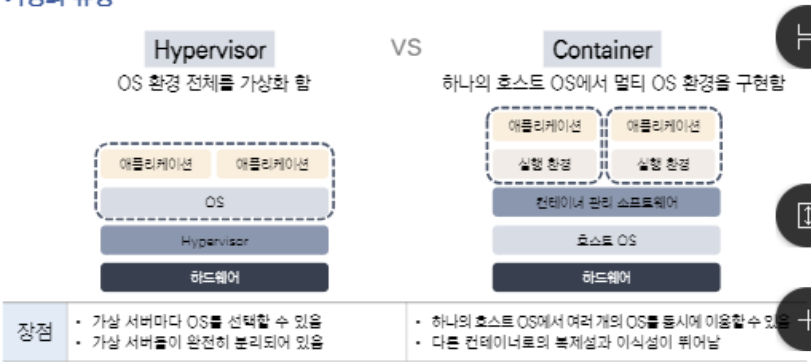 Hypervisor VS Container
OS 환경 전체를 가상화 함
하나의 호스트 OS에서 멀티 OS 환경을 구현함
애플리케이션 애플리케이션
OS
Hypervisor
하드웨어
애플리케이션 애플리케이션
실행 환경 실행 환경
컨테이너 관리 소프트웨어
호스트 OS
하드웨어
장점
• 가상 서버마다 OS를 선택할 수 있음
• 가상 서버들이 완전히 분리되어 있음
• 하나의 호스트 OS에서 여러 개의 OS를 동시에 이용할 수 있음
• 다른 컨테이너로의 복제성과 이식성이 뛰어남